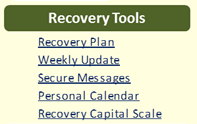 Recovery Tools
Recovery Plan
Weekly Update
Secure Messages
Personal Calendar
Recovery Capital Scale